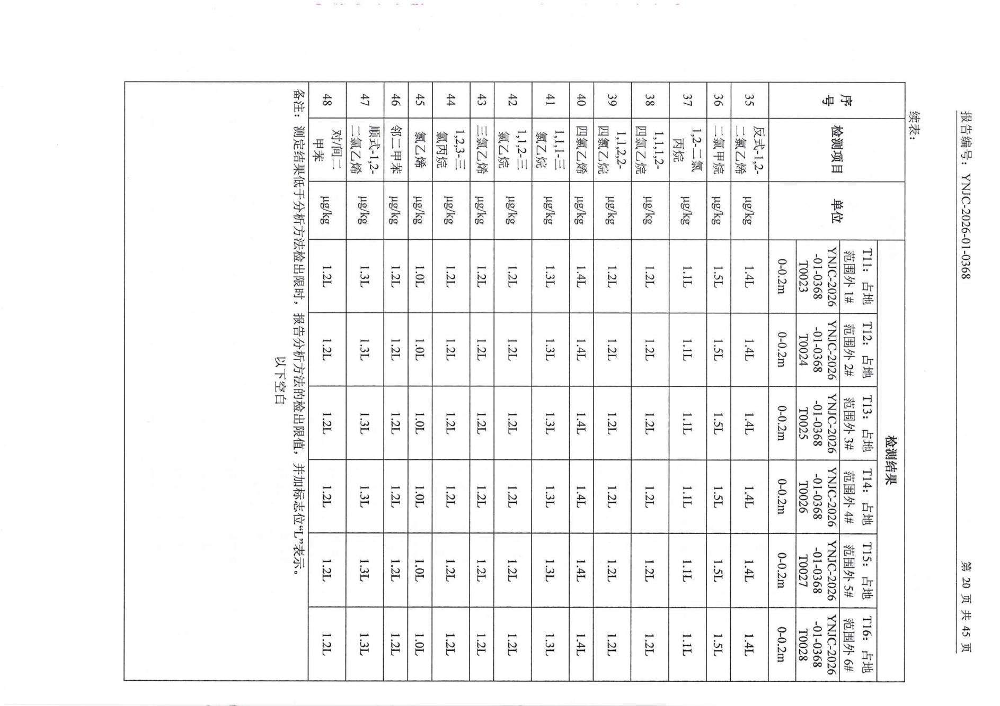 报告编号：YNJC-2026-01-0368 第 20 页 共 45 页
续表：
序号 检测项目 单位 检测结果
T11：占地范围外 1# T12：占地范围外 2# T13：占地范围外 3# T14：占地范围外 4# T15：占地范围外 5# T16：占地范围外 6#
YNJC-2026-01-0368T0023 YNJC-2026-01-0368T0024 YNJC-2026-01-0368T0025 YNJC-2026-01-0368T0026 YNJC-2026-01-0368T0027 YNJC-2026-01-0368T0028
0-0.2m 0-0.2m 0-0.2m 0-0.2m 0-0.2m 0-0.2m
35 反式-1,2-二氯乙烯 μg/kg 1.4L 1.4L 1.4L 1.4L 1.4L 1.4L
36 二氯甲烷 μg/kg 1.5L 1.5L 1.5L 1.5L 1.5L 1.5L
37 1,2-二氯丙烷 μg/kg 1.1L 1.1L 1.1L 1.1L 1.1L 1.1L
38 1,1,1,2-四氯乙烷 μg/kg 1.2L 1.2L 1.2L 1.2L 1.2L 1.2L
39 1,1,2,2-四氯乙烷 μg/kg 1.2L 1.2L 1.2L 1.2L 1.2L 1.2L
40 四氯乙烯 μg/kg 1.4L 1.4L 1.4L 1.4L 1.4L 1.4L
41 1,1,1-三氯乙烷 μg/kg 1.3L 1.3L 1.3L 1.3L 1.3L 1.3L
42 1,1,2-三氯乙烷 μg/kg 1.2L 1.2L 1.2L 1.2L 1.2L 1.2L
43 三氯乙烯 μg/kg 1.2L 1.2L 1.2L 1.2L 1.2L 1.2L
44 1,2,3-三氯丙烷 μg/kg 1.2L 1.2L 1.2L 1.2L 1.2L 1.2L
45 氯乙烯 μg/kg 1.0L 1.0L 1.0L 1.0L 1.0L 1.0L
46 邻二甲苯 μg/kg 1.2L 1.2L 1.2L 1.2L 1.2L 1.2L
47 顺式-1,2-二氯乙烯 μg/kg 1.3L 1.3L 1.3L 1.3L 1.3L 1.3L
48 对/间二甲苯 μg/kg 1.2L 1.2L 1.2L 1.2L 1.2L 1.2L
备注：测定结果低于分析方法检出限时，报告分析方法的检出限值，并加标志位“L”表示。
以下空白